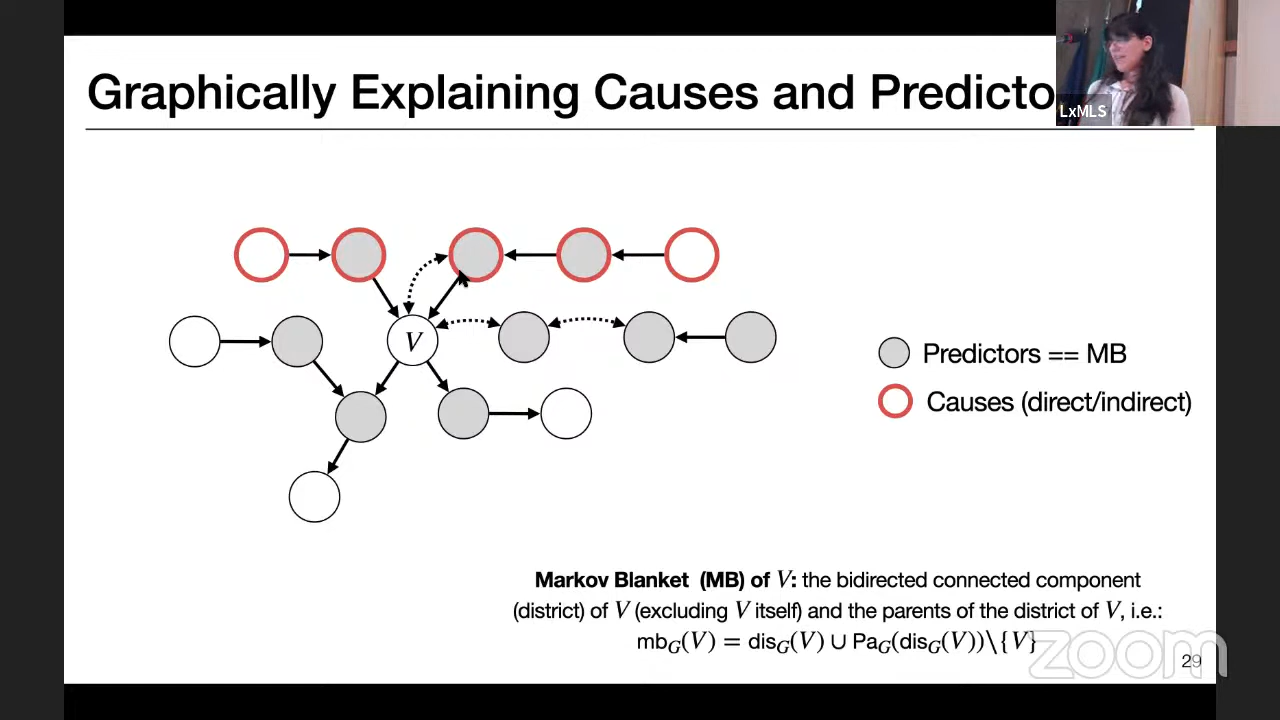 Graphically Explaining Causes and Predicto
LxMLS
V
Predictors == MB
Causes (direct/indirect)
Markov Blanket (MB) of V: the bidirected connected component
(district) of V (excluding V itself) and the parents of the district of V, i.e.:
mb_G(V) = dis_G(V) ∪ Pa_G(dis_G(V))\{V}
zoom
29